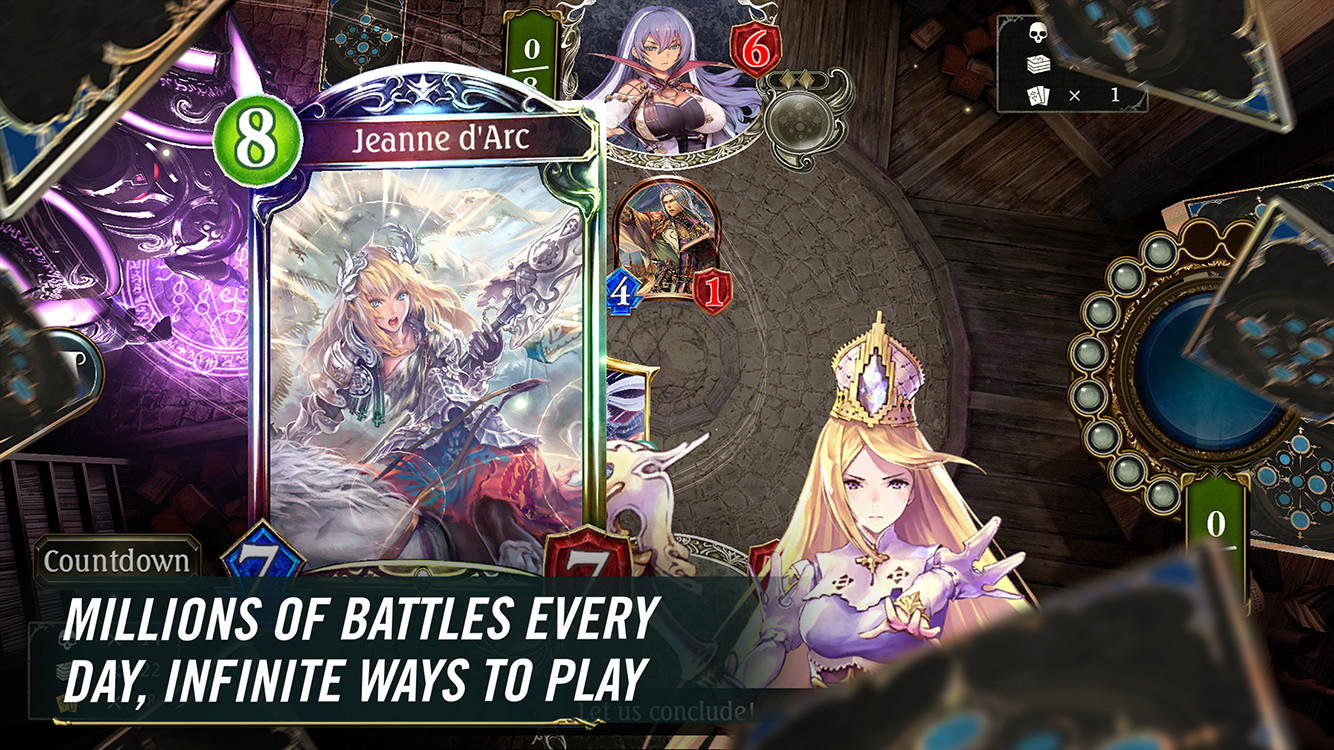 0
8
6
× 1
8
Jeanne d'Arc
4
1
Countdown
7
7
0
MILLIONS OF BATTLES EVERY
DAY, INFINITE WAYS TO PLAY
Let us conclude!